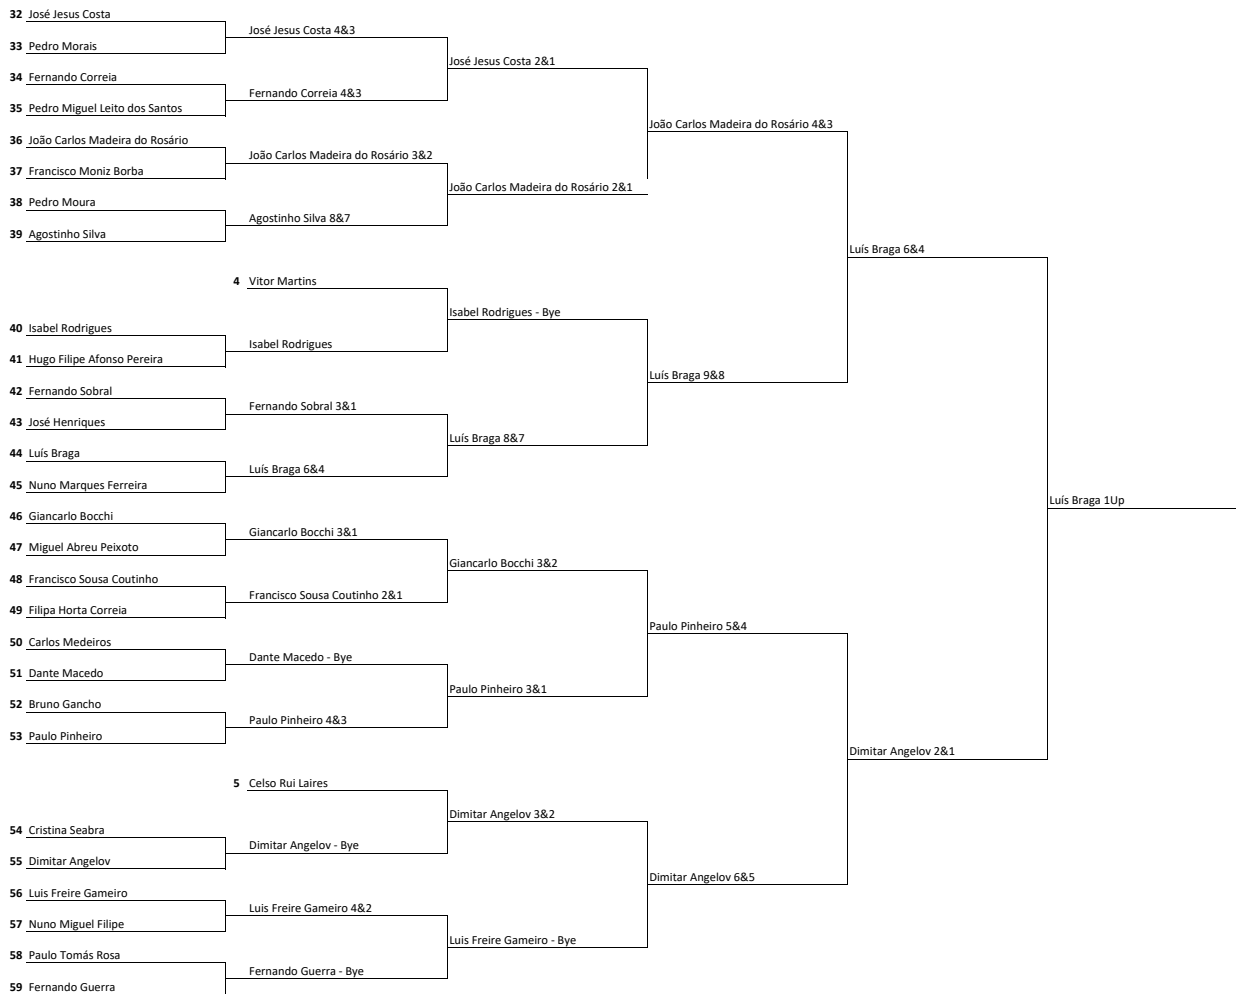 32 José Jesus Costa
José Jesus Costa 4&3
33 Pedro Morais
José Jesus Costa 2&1
34 Fernando Correia
Fernando Correia 4&3
35 Pedro Miguel Leito dos Santos
João Carlos Madeira do Rosário 4&3
36 João Carlos Madeira do Rosário
João Carlos Madeira do Rosário 3&2
37 Francisco Moniz Borba
João Carlos Madeira do Rosário 2&1
38 Pedro Moura
Agostinho Silva 8&7
39 Agostinho Silva
Luís Braga 6&4
4 Vitor Martins
Isabel Rodrigues - Bye
40 Isabel Rodrigues
Isabel Rodrigues
41 Hugo Filipe Afonso Pereira
Luís Braga 9&8
42 Fernando Sobral
Fernando Sobral 3&1
43 José Henriques
Luís Braga 8&7
44 Luís Braga
Luís Braga 6&4
45 Nuno Marques Ferreira
Luís Braga 1Up
46 Giancarlo Bocchi
Giancarlo Bocchi 3&1
47 Miguel Abreu Peixoto
Giancarlo Bocchi 3&2
48 Francisco Sousa Coutinho
Francisco Sousa Coutinho 2&1
49 Filipa Horta Correia
Paulo Pinheiro 5&4
50 Carlos Medeiros
Dante Macedo - Bye
51 Dante Macedo
Paulo Pinheiro 3&1
52 Bruno Gancho
Paulo Pinheiro 4&3
53 Paulo Pinheiro
Dimitar Angelov 2&1
5 Celso Rui Laires
Dimitar Angelov 3&2
54 Cristina Seabra
Dimitar Angelov - Bye
55 Dimitar Angelov
Dimitar Angelov 6&5
56 Luis Freire Gameiro
Luis Freire Gameiro 4&2
57 Nuno Miguel Filipe
Luis Freire Gameiro - Bye
58 Paulo Tomás Rosa
Fernando Guerra - Bye
59 Fernando Guerra